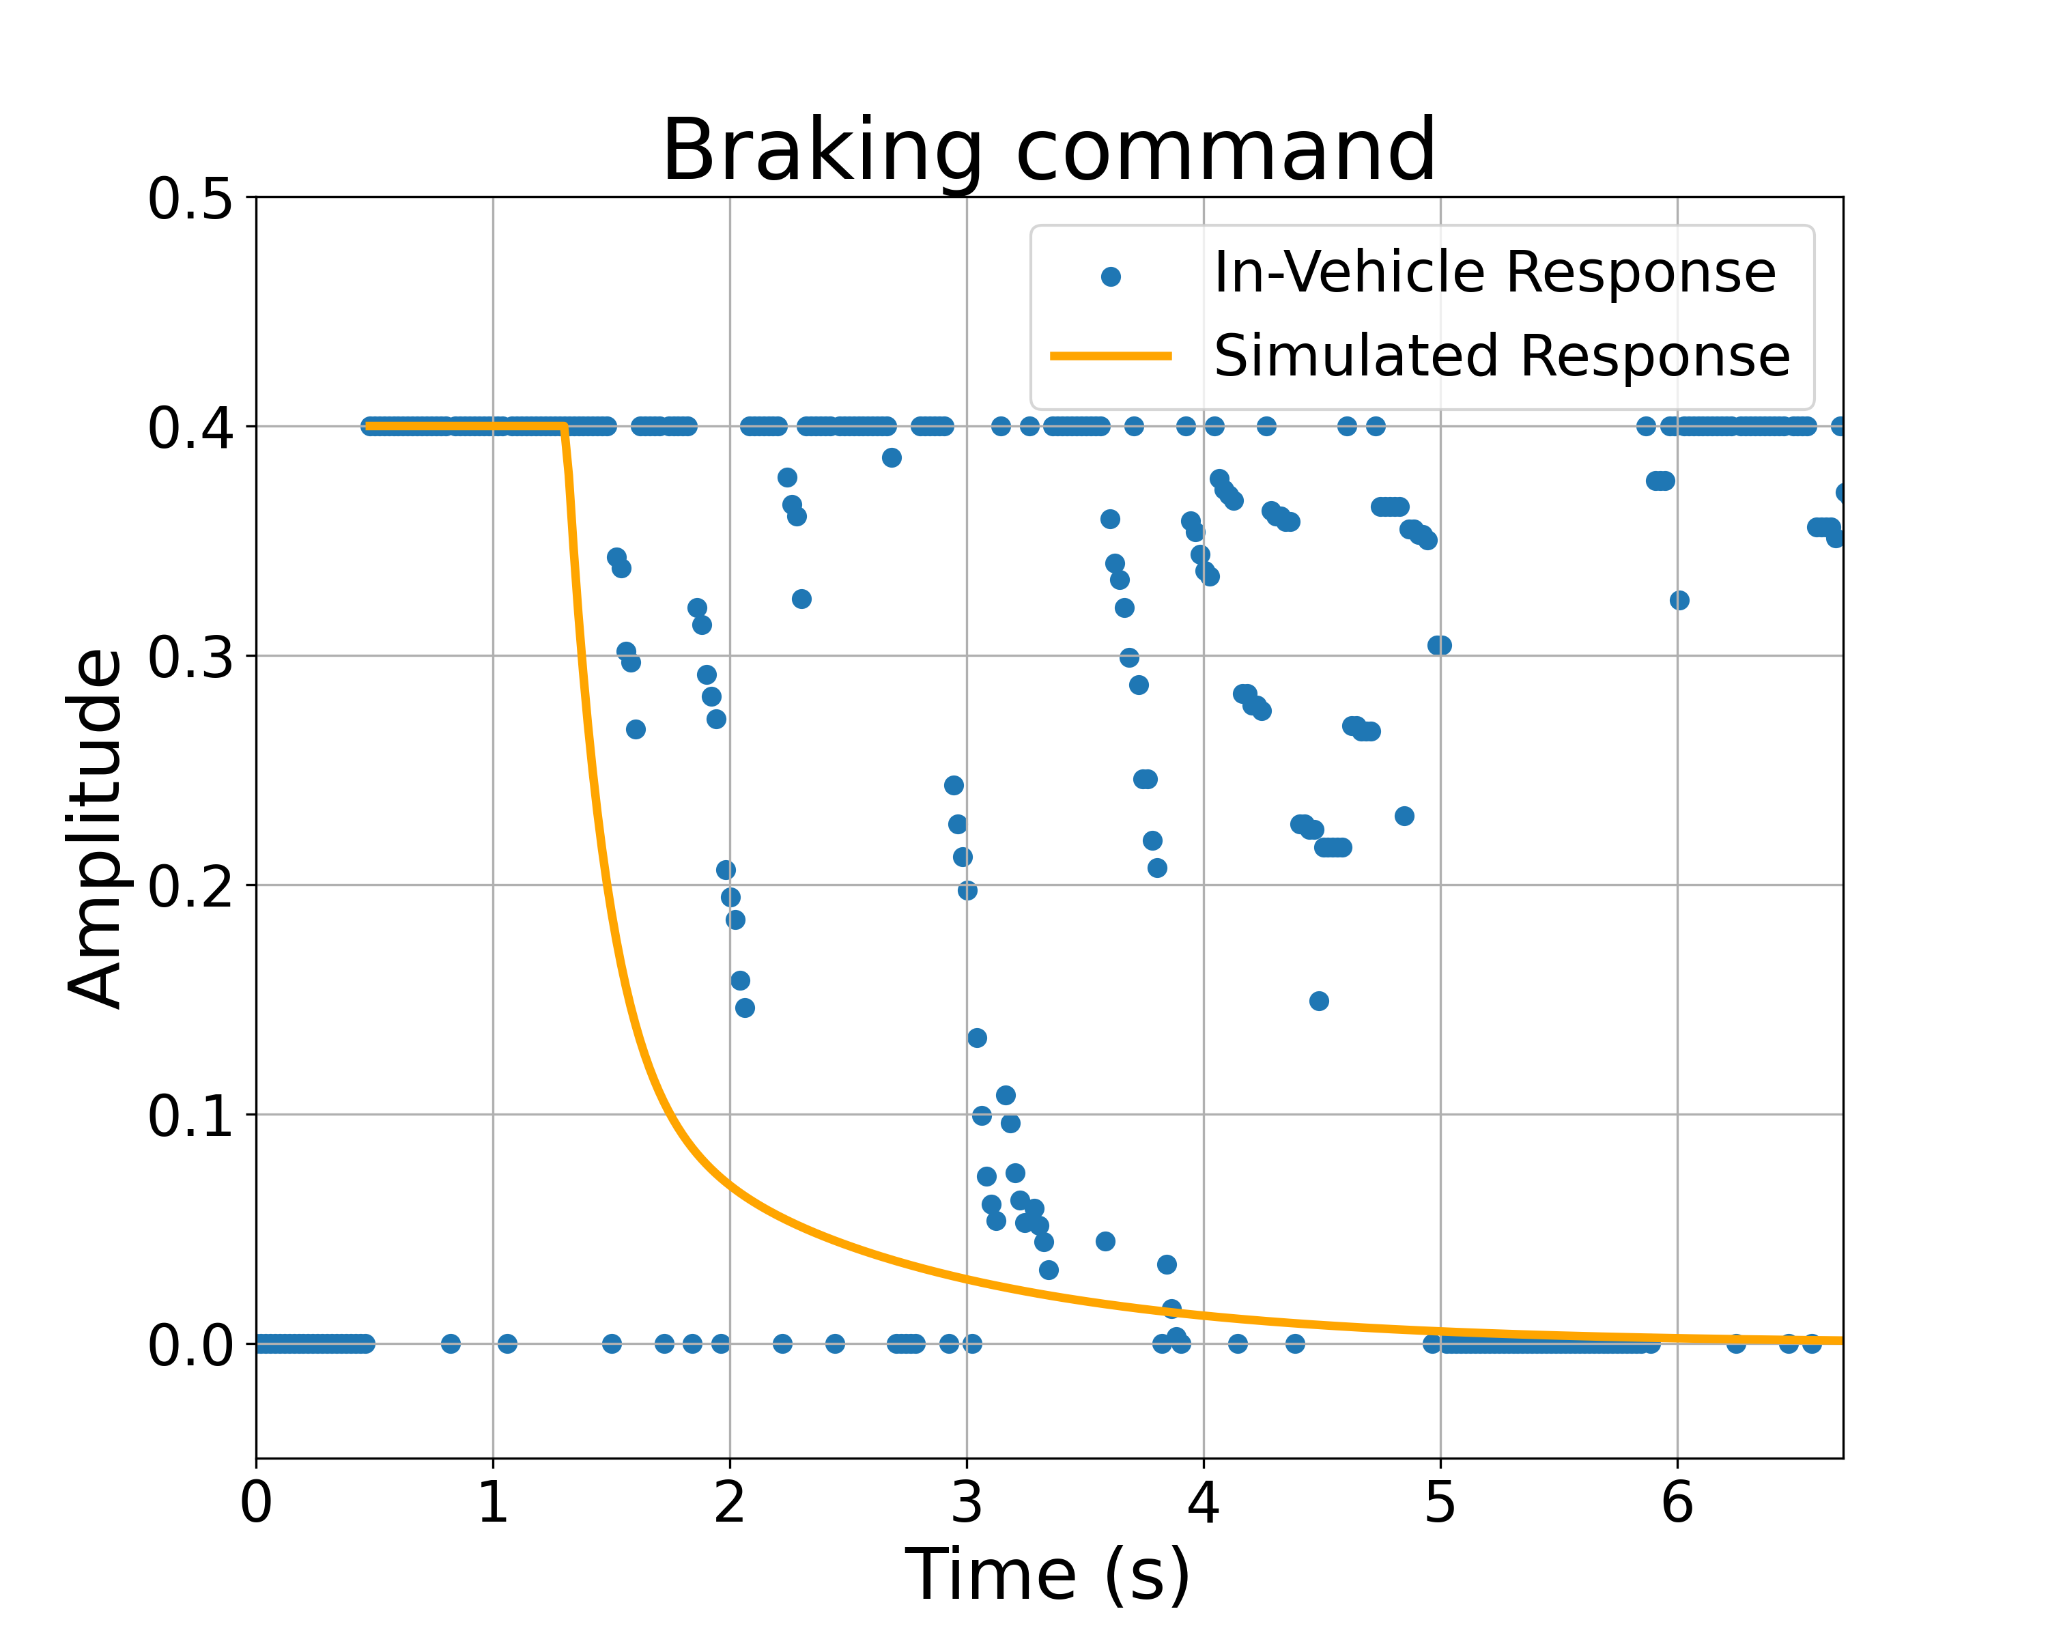 Braking command
0.5
0.4
0.3
0.2
0.1
0.0
In-Vehicle Response
Simulated Response
Amplitude
0 1 2 3 4 5 6
Time (s)